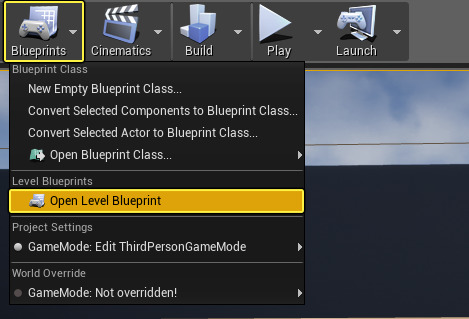 Blueprints
Cinematics
Build
Play
Launch
Blueprint Class
New Empty Blueprint Class...
Convert Selected Components to Blueprint Class...
Convert Selected Actor to Blueprint Class...
Open Blueprint Class...
Level Blueprints
Open Level Blueprint
Project Settings
GameMode: Edit ThirdPersonGameMode
World Override
GameMode: Not overridden!